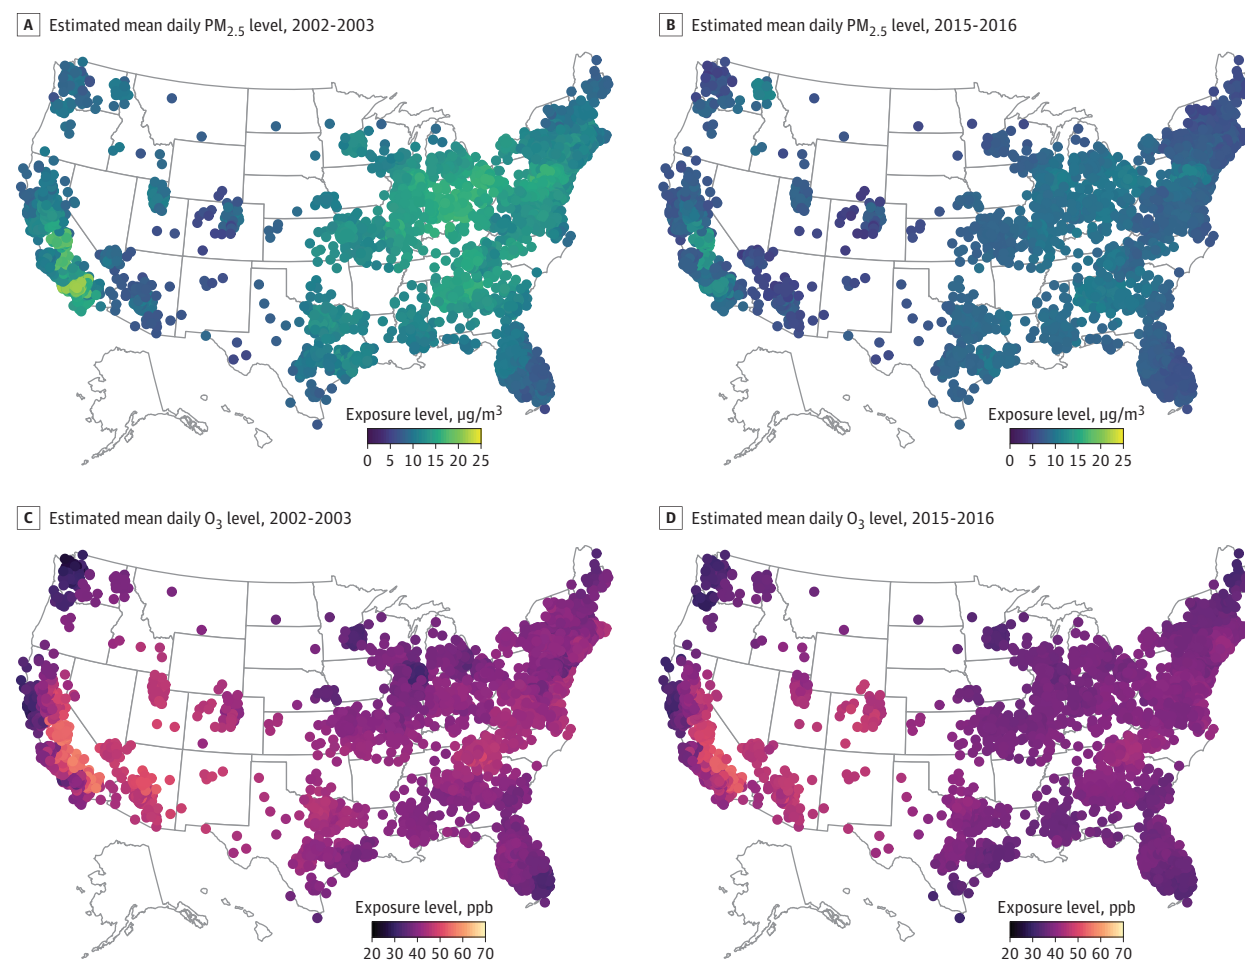 A Estimated mean daily PM2.5 level, 2002-2003
B Estimated mean daily PM2.5 level, 2015-2016
Exposure level, µg/m3
0 5 10 15 20 25
Exposure level, µg/m3
0 5 10 15 20 25
C Estimated mean daily O3 level, 2002-2003
D Estimated mean daily O3 level, 2015-2016
Exposure level, ppb
20 30 40 50 60 70
Exposure level, ppb
20 30 40 50 60 70